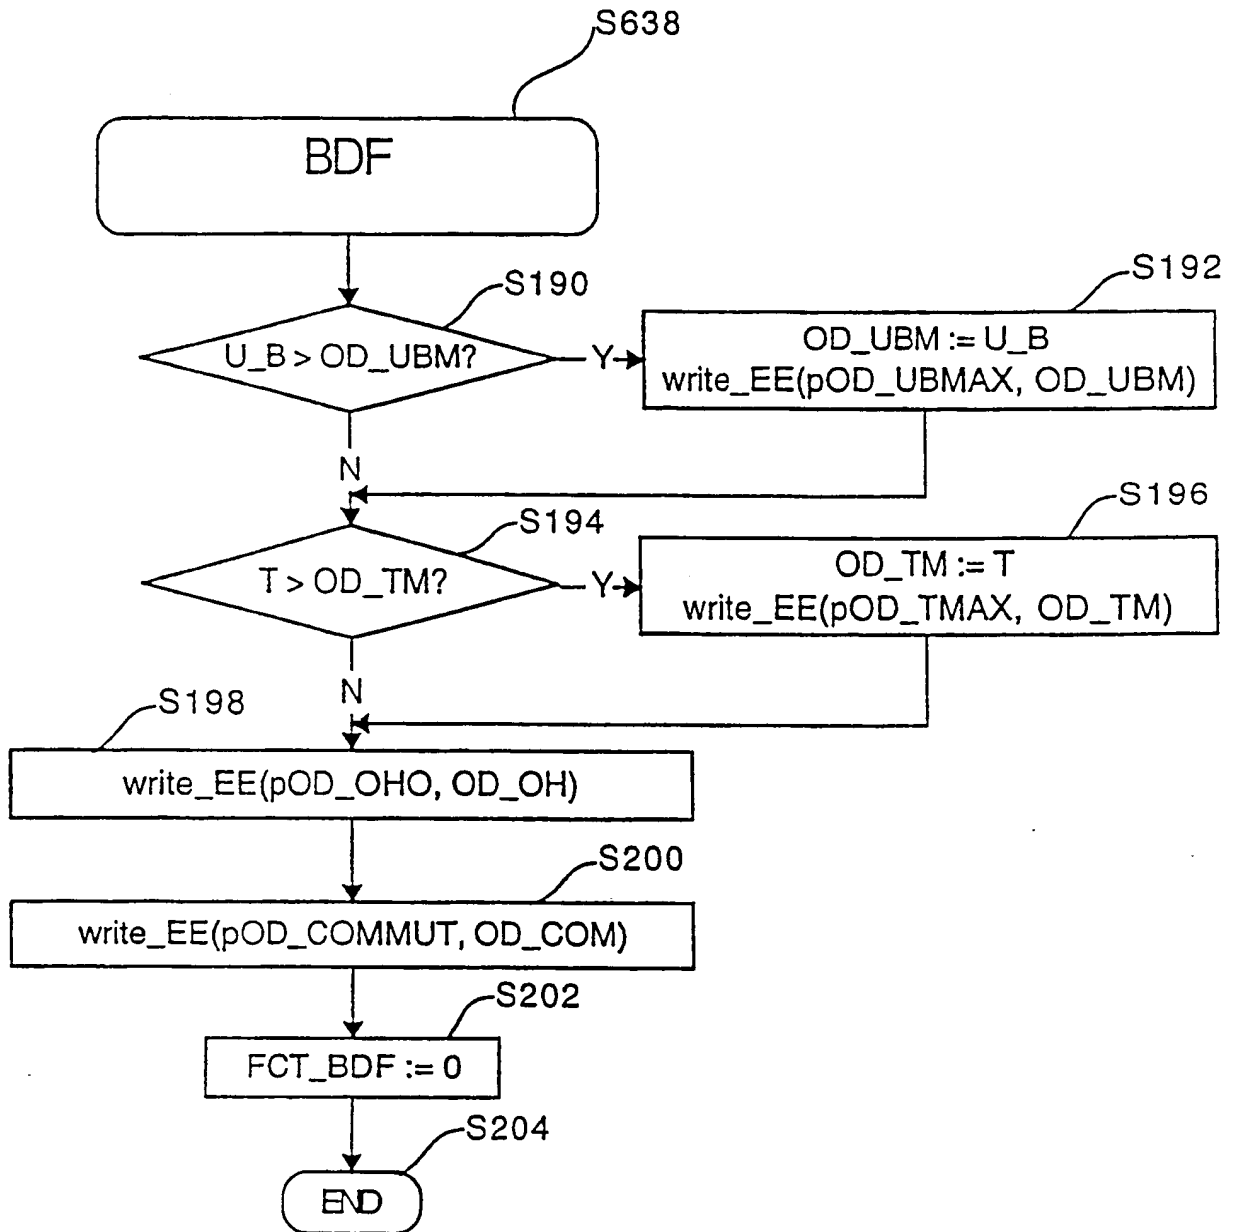 S638
BDF
S190
U_B > OD_UBM?
Y
S192
OD_UBM := U_B
write_EE(pOD_UBMAX, OD_UBM)
N
S194
T > OD_TM?
Y
S196
OD_TM := T
write_EE(pOD_TMAX, OD_TM)
N
S198
write_EE(pOD_OHO, OD_OH)
S200
write_EE(pOD_COMMUT, OD_COM)
S202
FCT_BDF := 0
S204
END